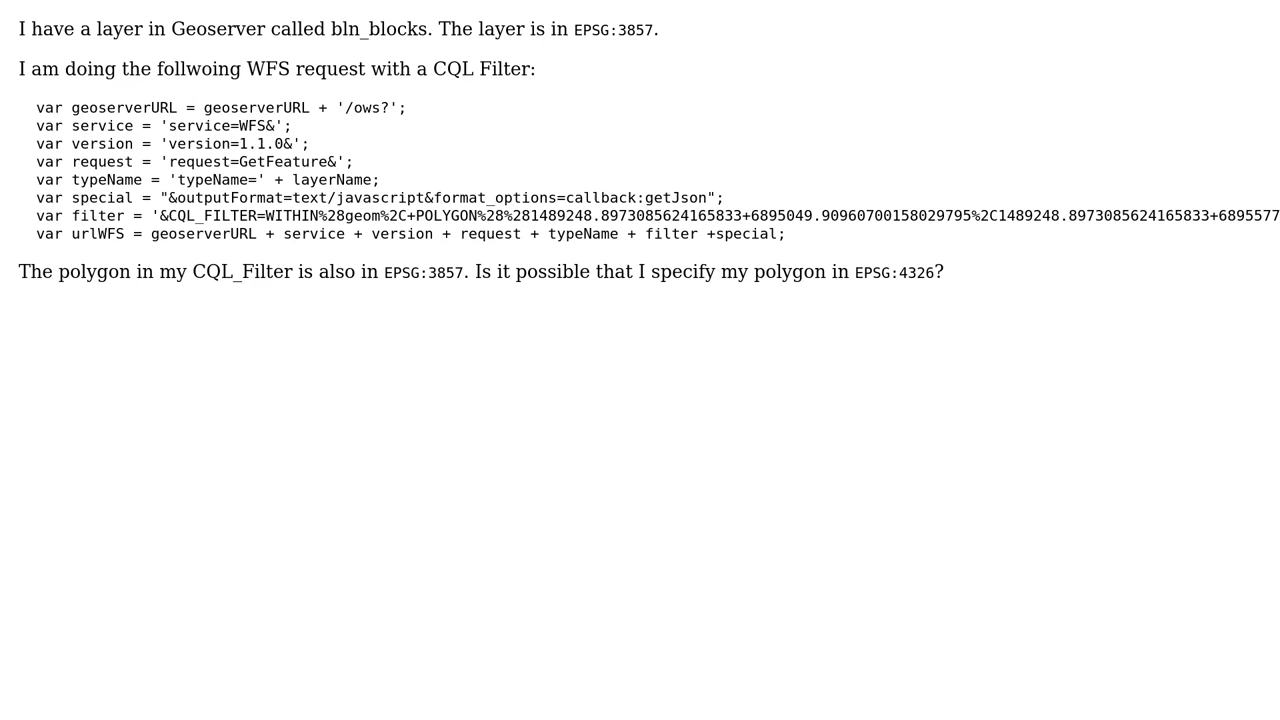 I have a layer in Geoserver called bln_blocks. The layer is in EPSG:3857.
I am doing the follwoing WFS request with a CQL Filter:
var geoserverURL = geoserverURL + '/ows?';
var service = 'service=WFS&';
var version = 'version=1.1.0&';
var request = 'request=GetFeature&';
var typeName = 'typeName=' + layerName;
var special = "&outputFormat=text/javascript&format_options=callback:getJson";
var filter = '&CQL_FILTER=WITHIN%28geom%2C+POLYGON%28%281489248.8973085624165833+6895049.90960700158029795%2C1489248.8973085624165833+6895577
var urlWFS = geoserverURL + service + version + request + typeName + filter +special;
The polygon in my CQL_Filter is also in EPSG:3857. Is it possible that I specify my polygon in EPSG:4326?